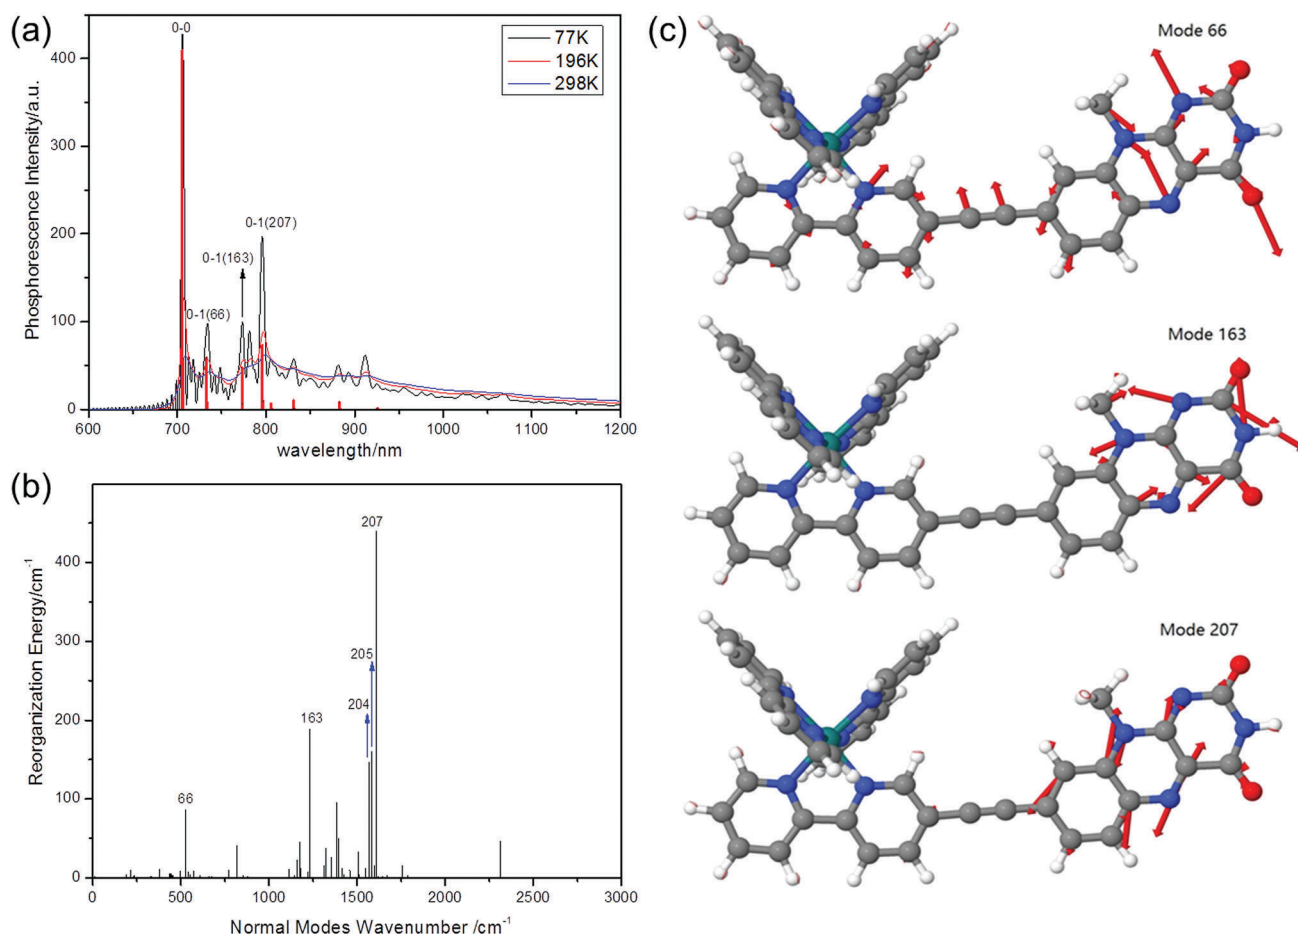 (a)
0-0
77K
196K
298K
0-1(207)
0-1(163)
0-1(66)
400
300
200
100
0
Phosphorescence Intensity/a.u.
600 700 800 900 1000 1100 1200
wavelength/nm
(b)
207
205
204
163
66
400
300
200
100
0
Reorganization Energy/cm-1
0 500 1000 1500 2000 2500 3000
Normal Modes Wavenumber /cm-1
(c)
Mode 66
Mode 163
Mode 207